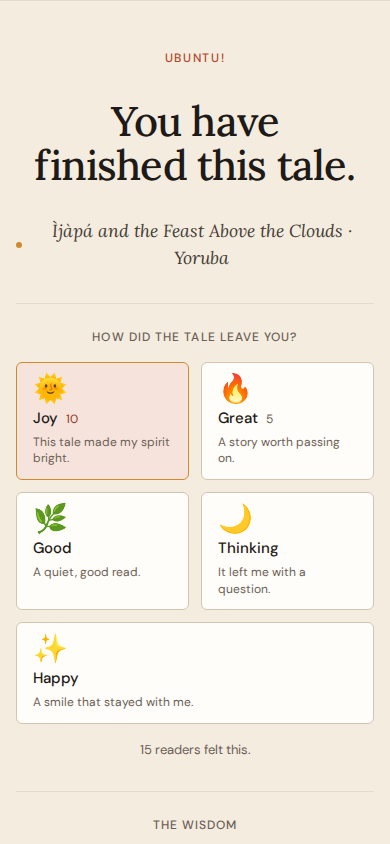 UBUNTU!
You have
finished this tale.
Ìjàpá and the Feast Above the Clouds ·
Yoruba
HOW DID THE TALE LEAVE YOU?
Joy 10
This tale made my spirit
bright.
Great 5
A story worth passing
on.
Good
A quiet, good read.
Thinking
It left me with a
question.
Happy
A smile that stayed with me.
15 readers felt this.
THE WISDOM